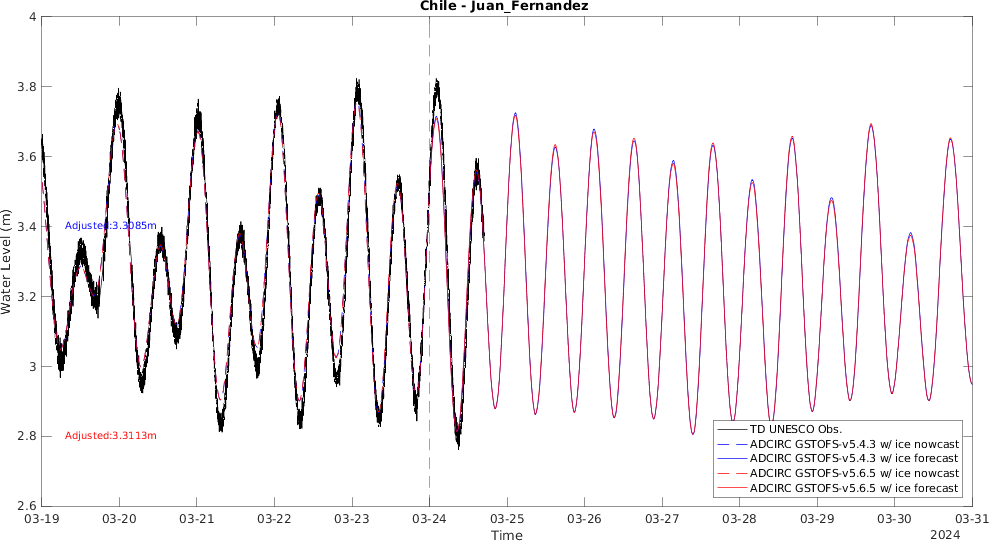 Chile - Juan_Fernandez
4
3.8
3.6
3.4
3.2
3
2.8
2.6
Water Level (m)
Adjusted:3.3085m
Adjusted:3.3113m
TD UNESCO Obs.
ADCIRC GSTOFS-v5.4.3 w/ ice nowcast
ADCIRC GSTOFS-v5.4.3 w/ ice forecast
ADCIRC GSTOFS-v5.6.5 w/ ice nowcast
ADCIRC GSTOFS-v5.6.5 w/ ice forecast
03-19 03-20 03-21 03-22 03-23 03-24 03-25 03-26 03-27 03-28 03-29 03-30 03-31
Time
2024